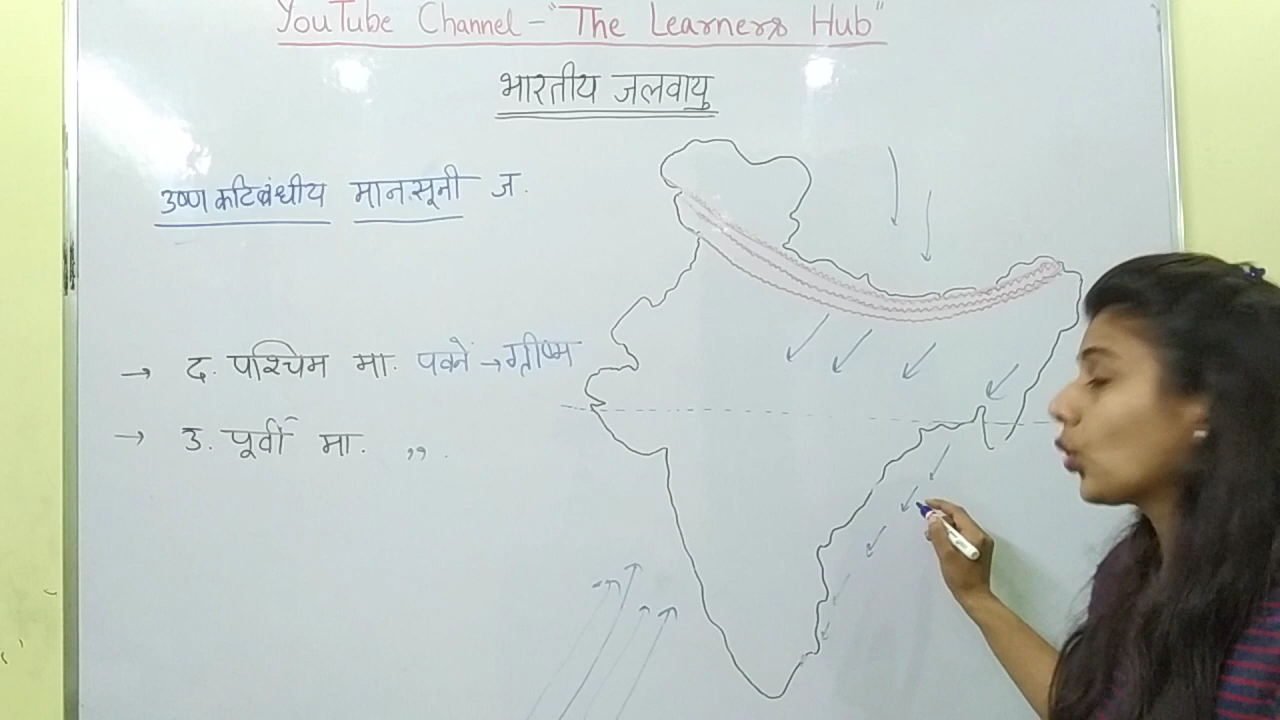 YouTube Channel - "The Learners Hub"
भारतीय जलवायु
उष्ण कटिबंधीय मानसूनी ज.
→ द. पश्चिम मा. पवनें → ग्रीष्म
→ उ. पूर्वी मा. ,, .